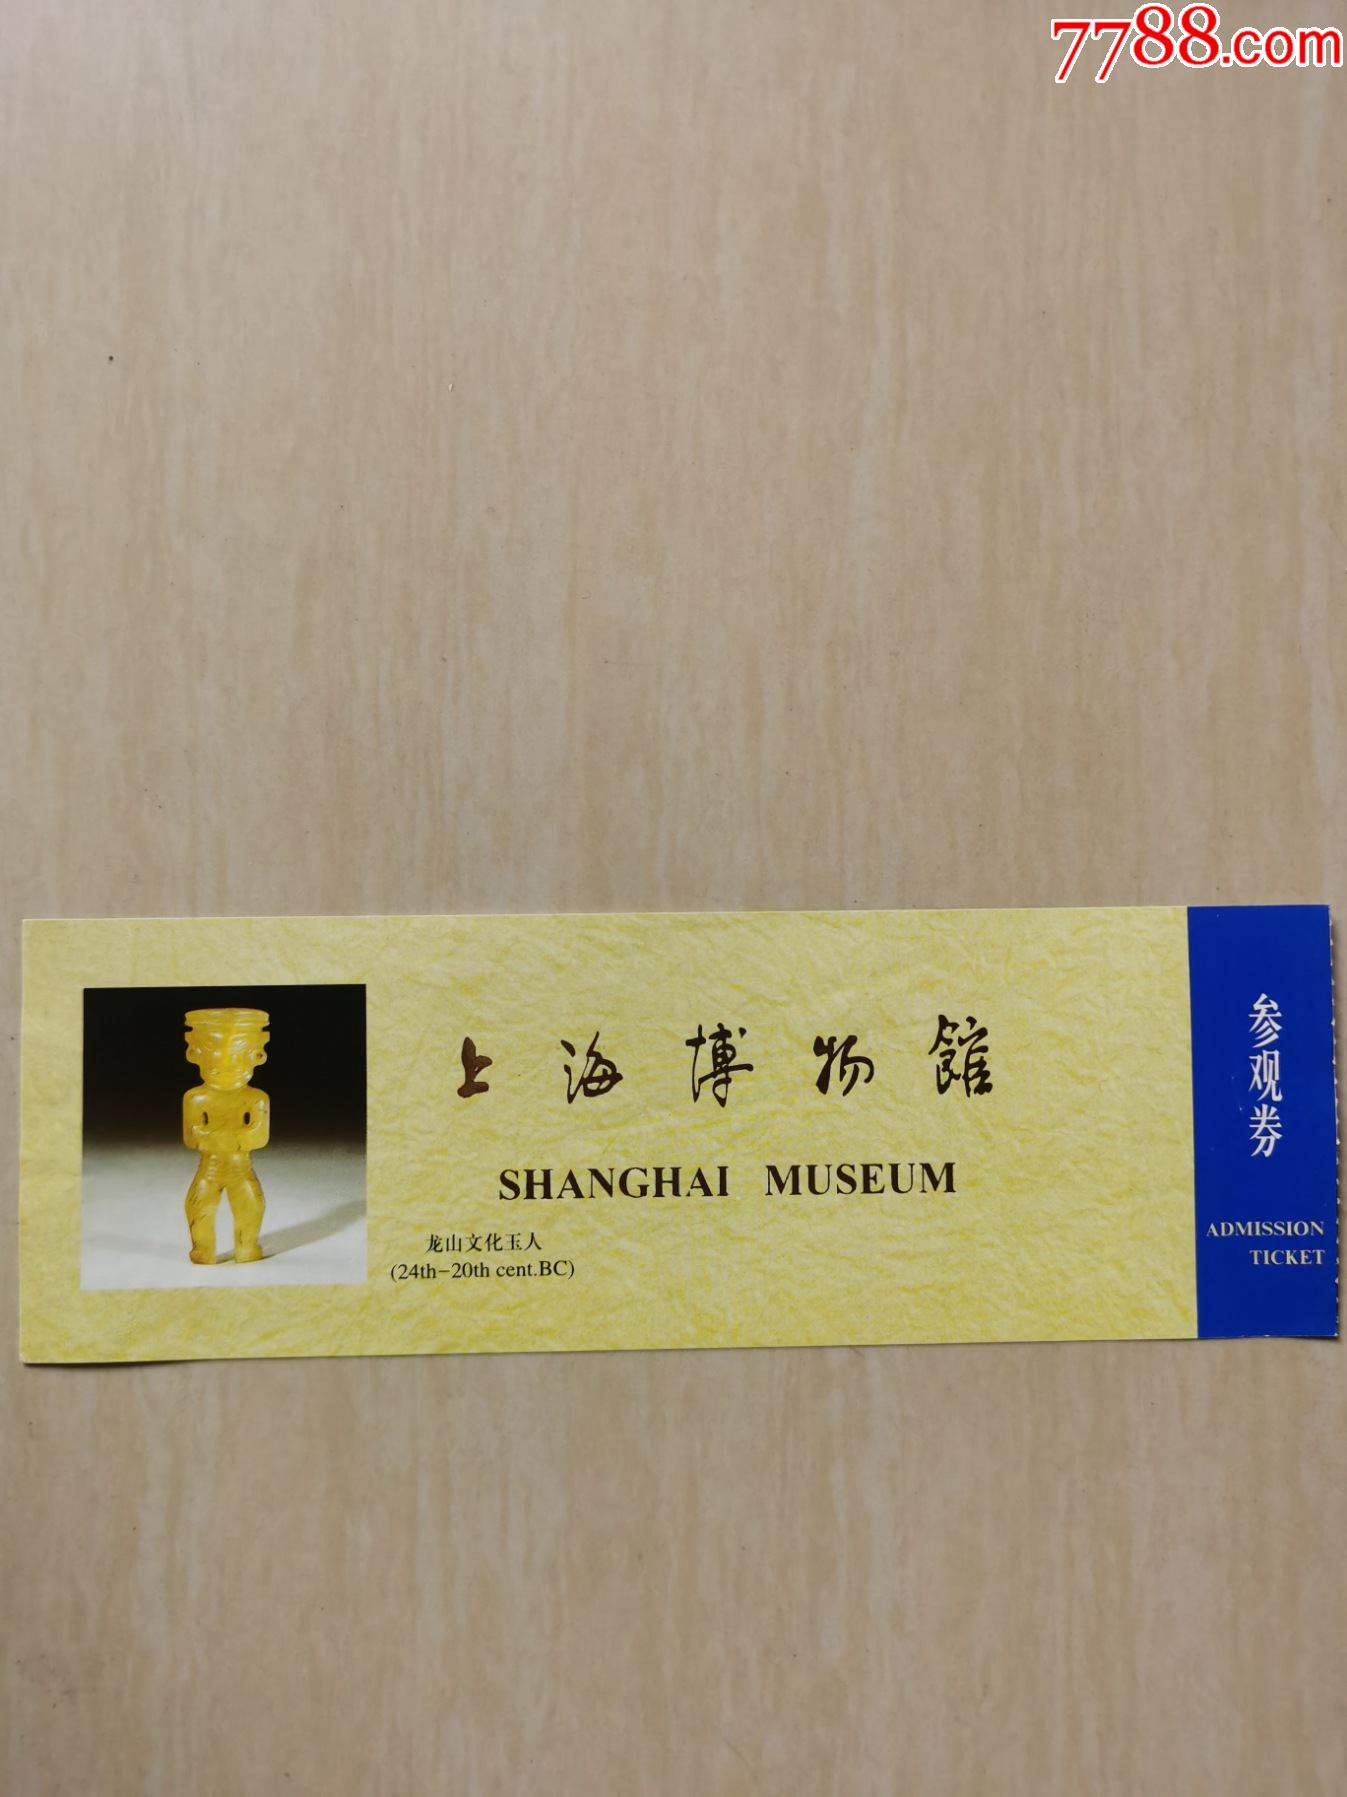 7788.com
上海博物館
SHANGHAI MUSEUM
龙山文化玉人
(24th-20th cent.BC)
参观券
ADMISSION
TICKET